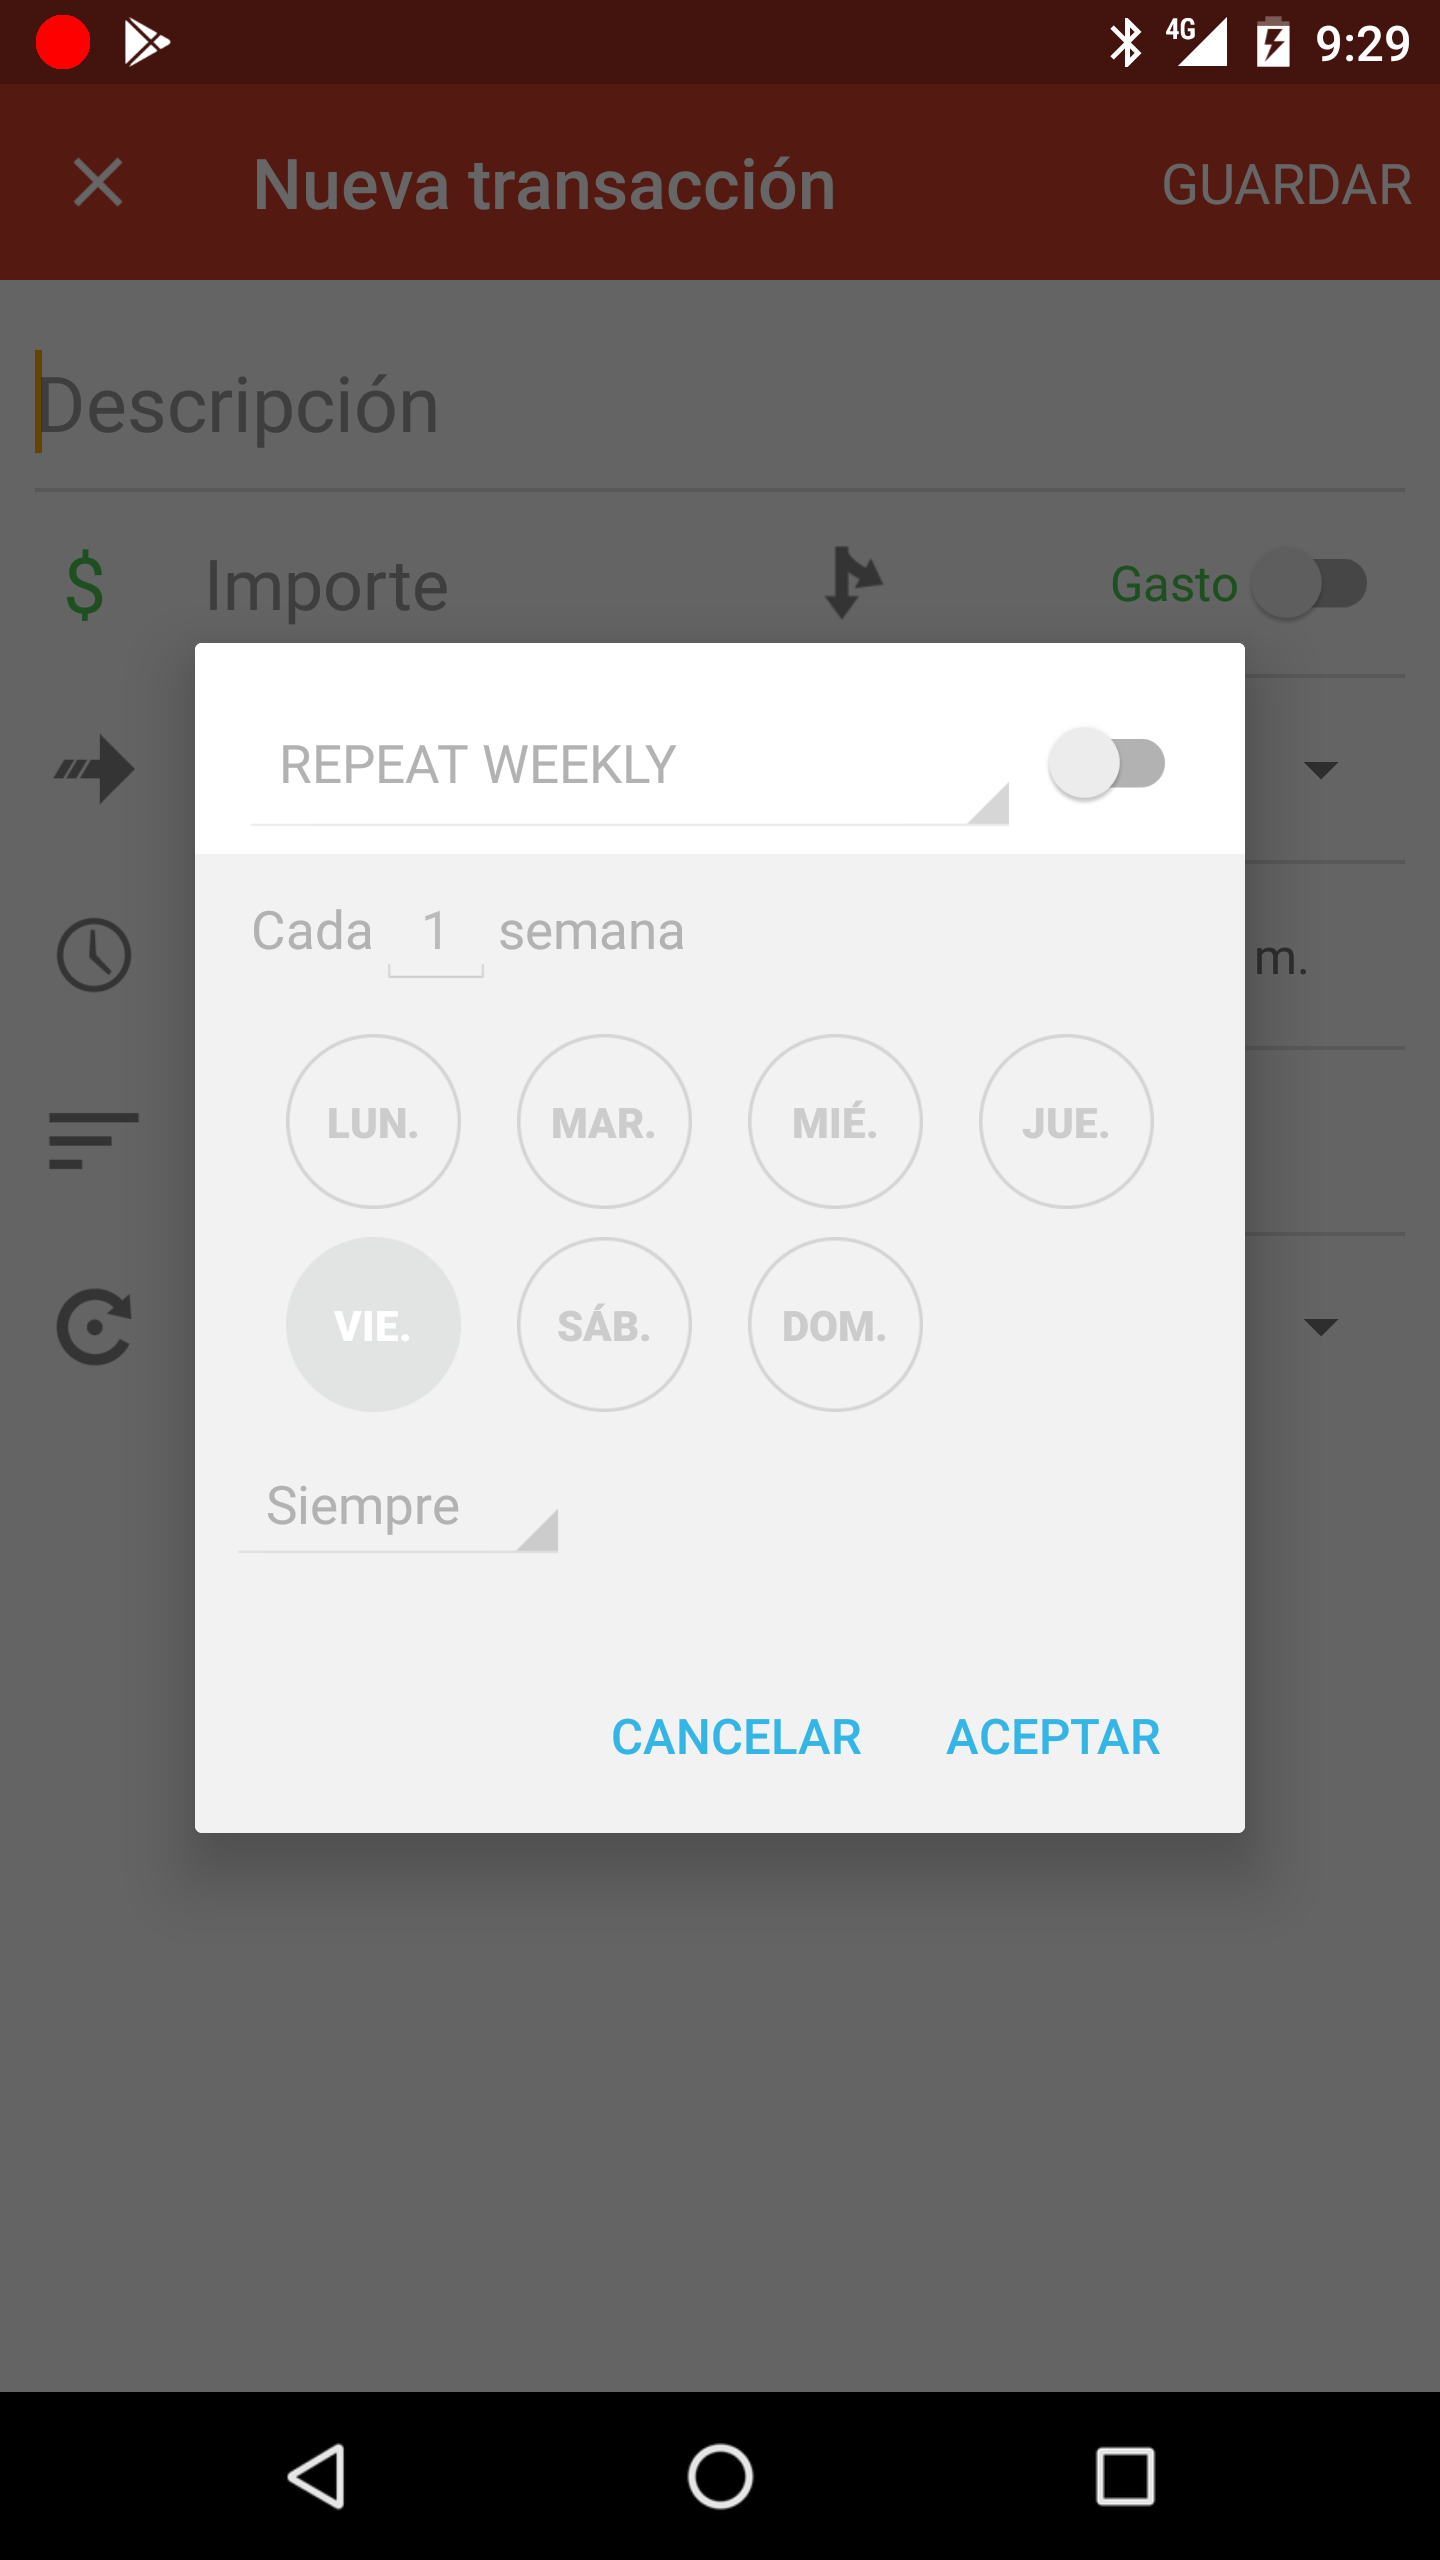 4G 9:29
Nueva transacción GUARDAR
Descripción
$ Importe Gasto
REPEAT WEEKLY
Cada 1 semana
m.
LUN. MAR. MIÉ. JUE.
VIE. SÁB. DOM.
Siempre
CANCELAR ACEPTAR